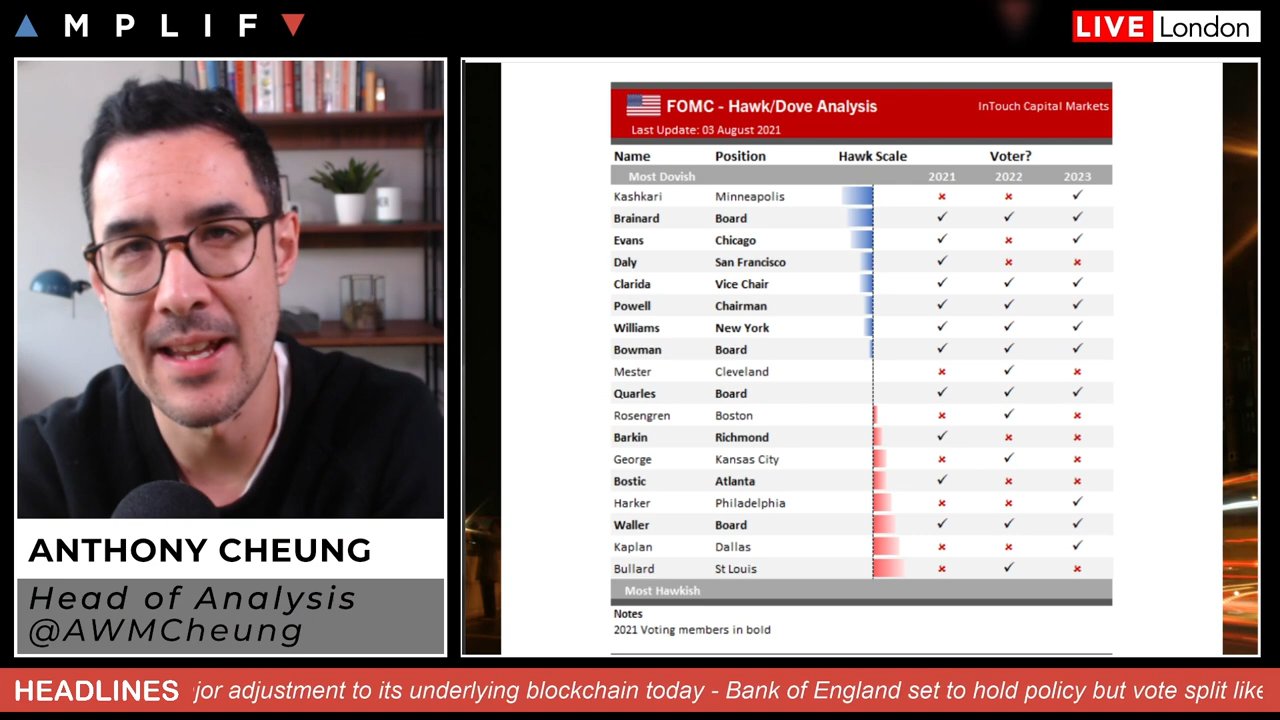 ▲ M P L I F ▼
LIVE London
FOMC - Hawk/Dove Analysis
InTouch Capital Markets
Last Update: 03 August 2021
Name Position Hawk Scale Voter?
Most Dovish 2021 2022 2023
Kashkari Minneapolis × × ✓
Brainard Board ✓ ✓ ✓
Evans Chicago ✓ × ✓
Daly San Francisco ✓ × ×
Clarida Vice Chair ✓ ✓ ✓
Powell Chairman ✓ ✓ ✓
Williams New York ✓ ✓ ✓
Bowman Board ✓ ✓ ✓
Mester Cleveland × ✓ ×
Quarles Board ✓ ✓ ✓
Rosengren Boston × ✓ ×
Barkin Richmond ✓ × ×
George Kansas City × ✓ ×
Bostic Atlanta ✓ × ×
Harker Philadelphia × × ✓
Waller Board ✓ ✓ ✓
Kaplan Dallas × × ✓
Bullard St Louis × ✓ ×
Most Hawkish
Notes
2021 Voting members in bold
ANTHONY CHEUNG
Head of Analysis
@AWMCheung
HEADLINES jor adjustment to its underlying blockchain today - Bank of England set to hold policy but vote split like